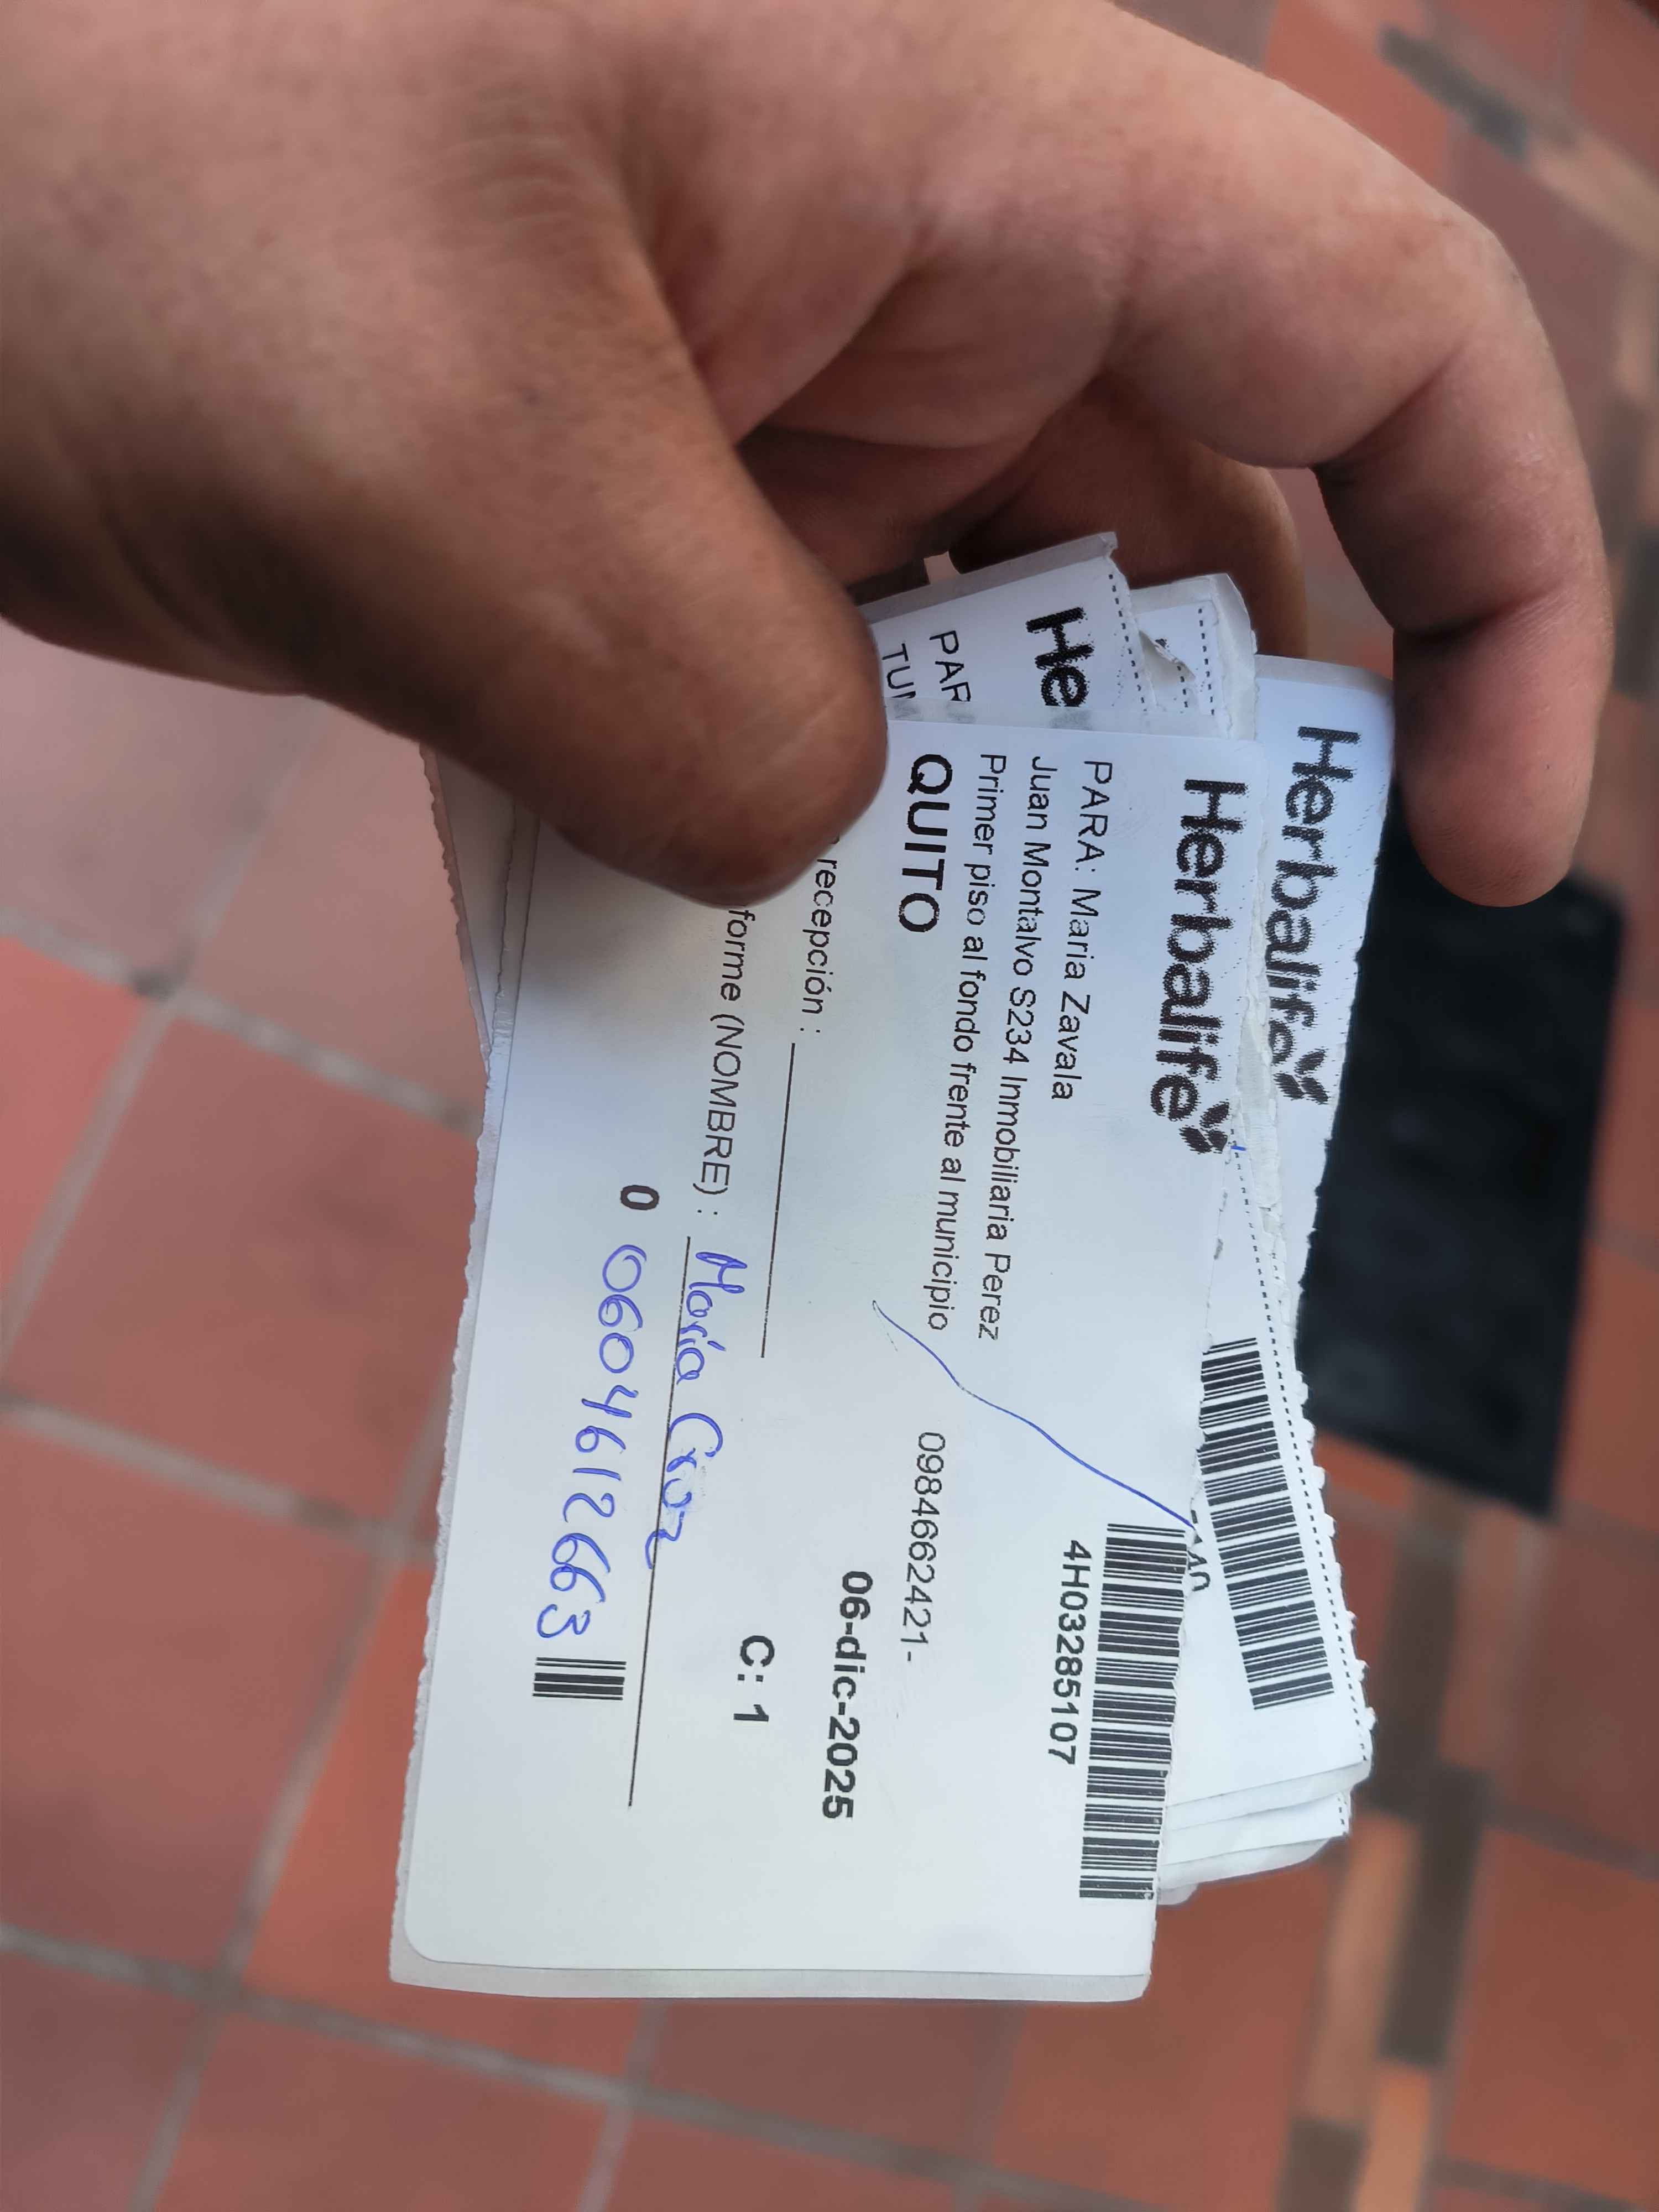 Herbalife
PARA: Maria Zavala
Juan Montalvo S234 Inmobiliaria Perez
Primer piso al fondo frente al municipio
QUITO
4H03285107
0984662421-
06-dic-2025
recepción :
C: 1
forme (NOMBRE) : María Cruz
0 0604612663
Herbalife
He
PAR